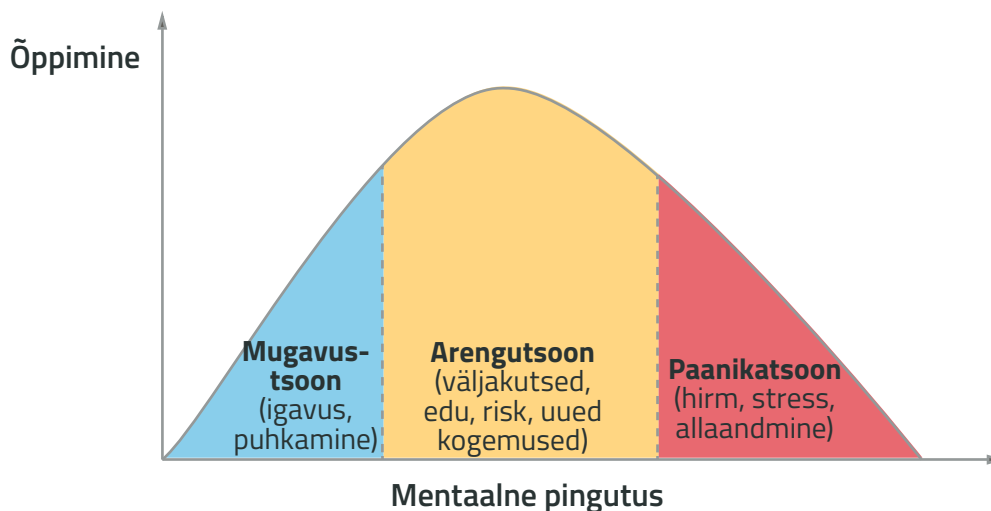 Õppimine
Mugavus-
tsoon
(igavus,
puhkamine)
Arengutsoon
(väljakutsed,
edu, risk, uued
kogemused)
Paanikatsoon
(hirm, stress,
allaandmine)
Mentaalne pingutus